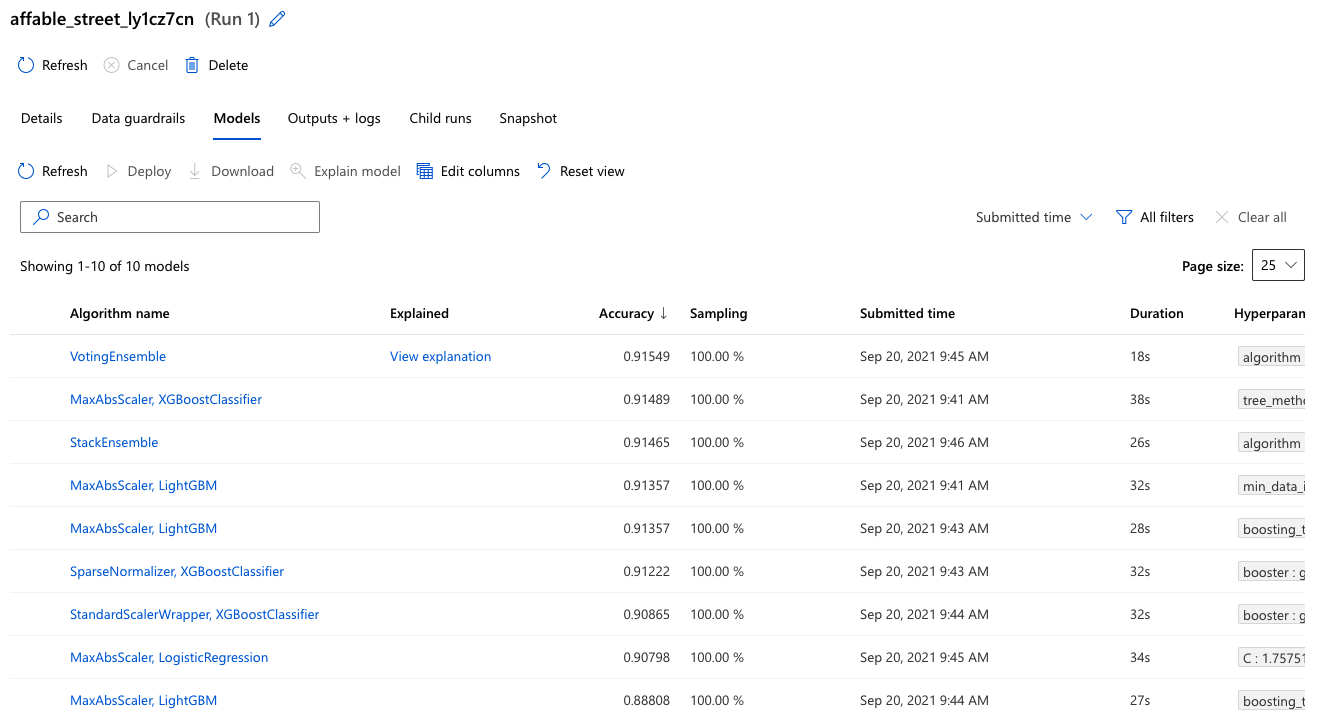 affable_street_ly1cz7cn (Run 1)
Refresh Cancel Delete
Details Data guardrails Models Outputs + logs Child runs Snapshot
Refresh Deploy Download Explain model Edit columns Reset view
Search Submitted time All filters Clear all
Showing 1-10 of 10 models Page size: 25
Algorithm name Explained Accuracy ↓ Sampling Submitted time Duration Hyperparam
VotingEnsemble View explanation 0.91549 100.00 % Sep 20, 2021 9:45 AM 18s algorithm
MaxAbsScaler, XGBoostClassifier 0.91489 100.00 % Sep 20, 2021 9:41 AM 38s tree_metho
StackEnsemble 0.91465 100.00 % Sep 20, 2021 9:46 AM 26s algorithm
MaxAbsScaler, LightGBM 0.91357 100.00 % Sep 20, 2021 9:41 AM 32s min_data_i
MaxAbsScaler, LightGBM 0.91357 100.00 % Sep 20, 2021 9:43 AM 28s boosting_t
SparseNormalizer, XGBoostClassifier 0.91222 100.00 % Sep 20, 2021 9:43 AM 32s booster : g
StandardScalerWrapper, XGBoostClassifier 0.90865 100.00 % Sep 20, 2021 9:44 AM 32s booster : g
MaxAbsScaler, LogisticRegression 0.90798 100.00 % Sep 20, 2021 9:45 AM 34s C : 1.75751
MaxAbsScaler, LightGBM 0.88808 100.00 % Sep 20, 2021 9:44 AM 27s boosting_t